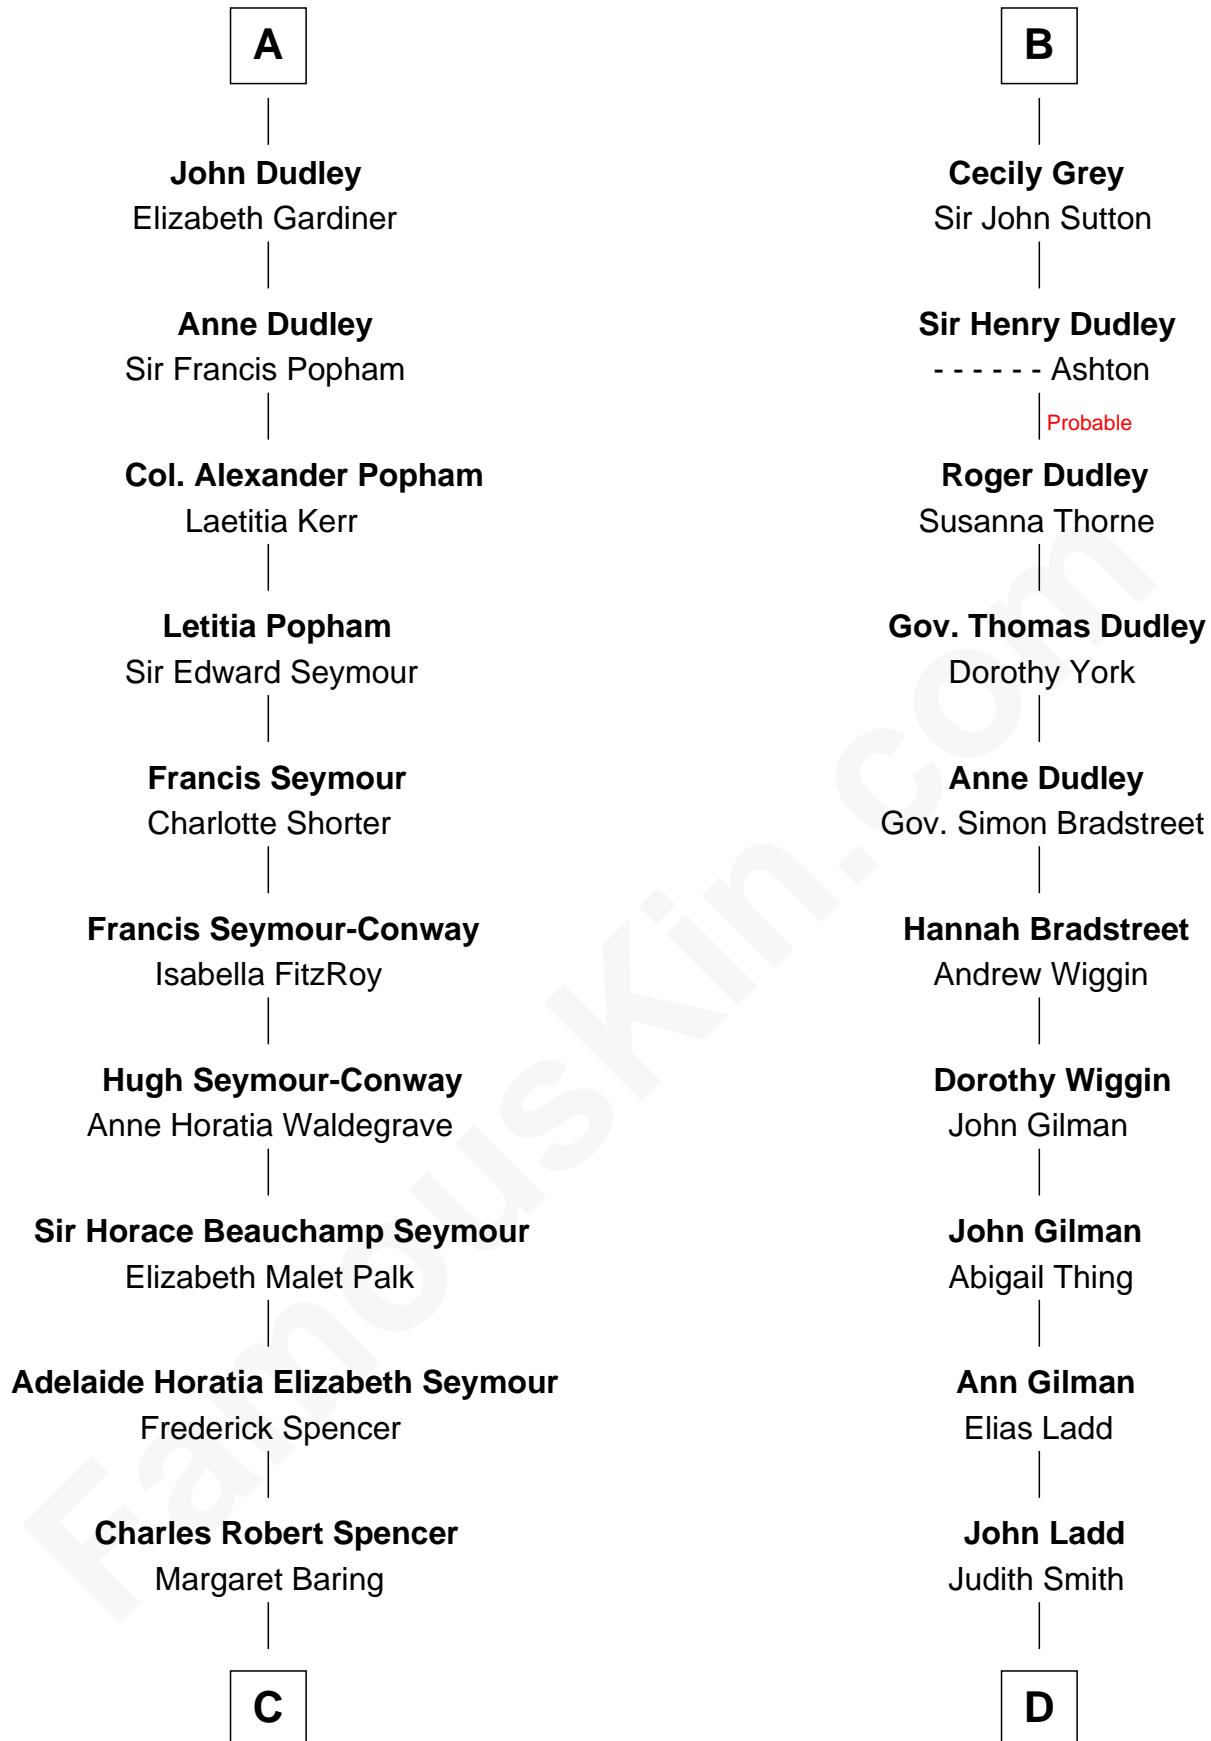 A
John Dudley
Elizabeth Gardiner
Anne Dudley
Sir Francis Popham
Col. Alexander Popham
Laetitia Kerr
Letitia Popham
Sir Edward Seymour
Francis Seymour
Charlotte Shorter
Francis Seymour-Conway
Isabella FitzRoy
Hugh Seymour-Conway
Anne Horatia Waldegrave
Sir Horace Beauchamp Seymour
Elizabeth Malet Palk
Adelaide Horatia Elizabeth Seymour
Frederick Spencer
Charles Robert Spencer
Margaret Baring
C
B
Cecily Grey
Sir John Sutton
Sir Henry Dudley
- - - - - - Ashton
Probable
Roger Dudley
Susanna Thorne
Gov. Thomas Dudley
Dorothy York
Anne Dudley
Gov. Simon Bradstreet
Hannah Bradstreet
Andrew Wiggin
Dorothy Wiggin
John Gilman
John Gilman
Abigail Thing
Ann Gilman
Elias Ladd
John Ladd
Judith Smith
D
FamousKin.com